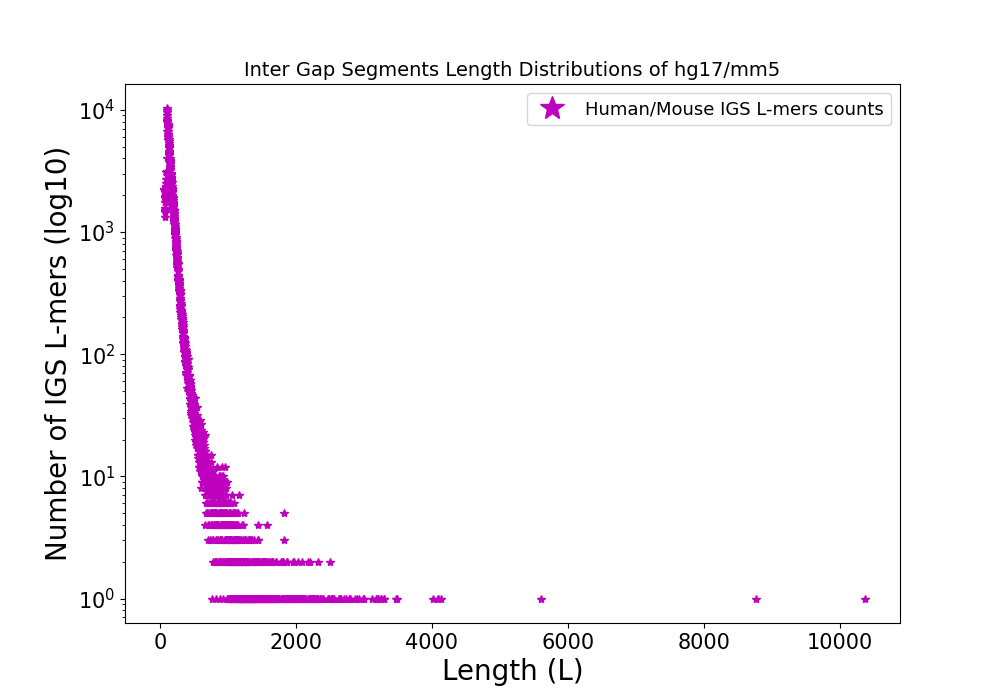 Inter Gap Segments Length Distributions of hg17/mm5
Human/Mouse IGS L-mers counts
Number of IGS L-mers (log10)
10^4
10^3
10^2
10^1
10^0
0 2000 4000 6000 8000 10000
Length (L)